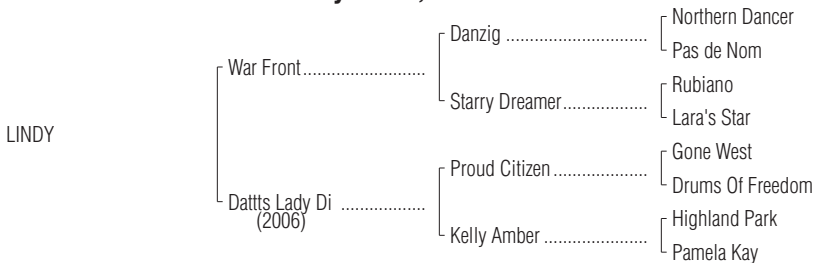 Northern Dancer
Danzig ..............................
Pas de Nom
War Front..........................
Rubiano
Starry Dreamer..................
Lara's Star
LINDY
Gone West
Proud Citizen ....................
Drums Of Freedom
Dattts Lady Di ..................
(2006)
Highland Park
Kelly Amber ......................
Pamela Kay